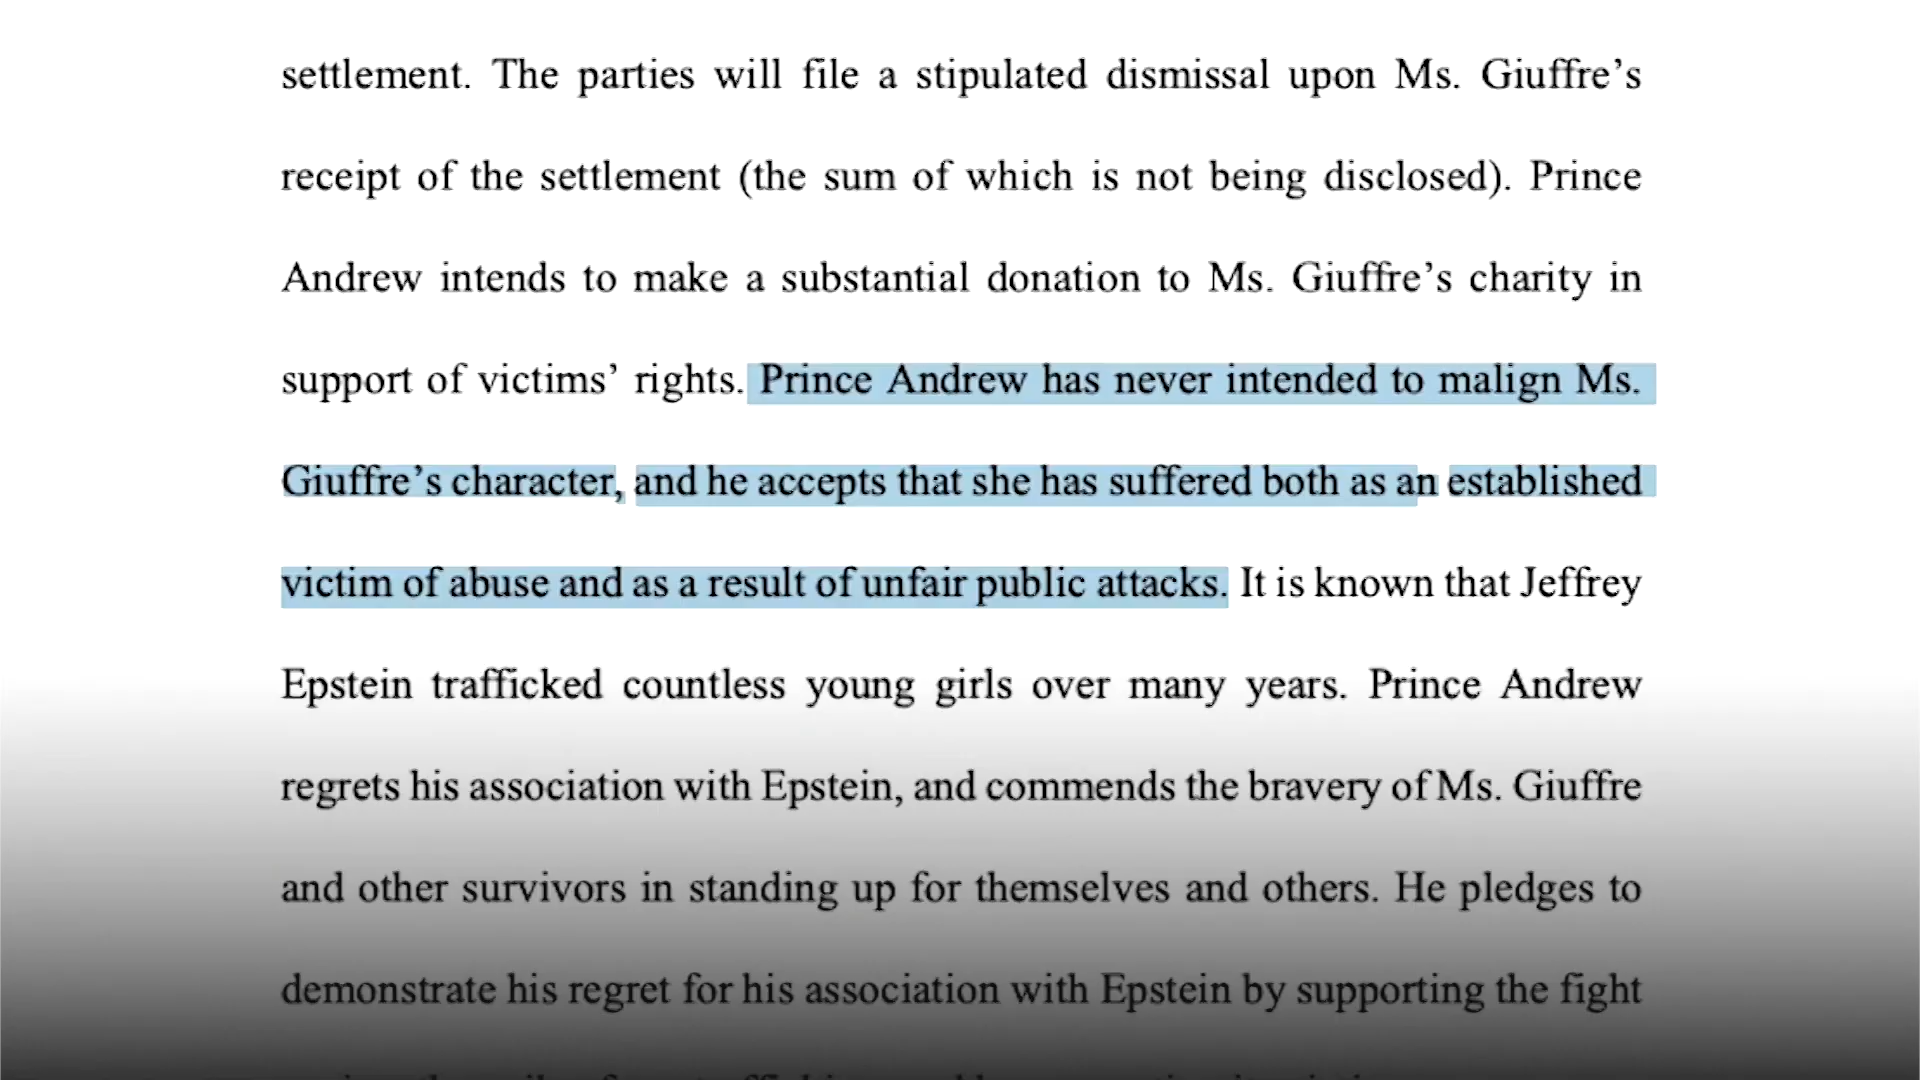 settlement. The parties will file a stipulated dismissal upon Ms. Giuffre’s
receipt of the settlement (the sum of which is not being disclosed). Prince
Andrew intends to make a substantial donation to Ms. Giuffre’s charity in
support of victims’ rights. Prince Andrew has never intended to malign Ms.
Giuffre’s character, and he accepts that she has suffered both as an established
victim of abuse and as a result of unfair public attacks. It is known that Jeffrey
Epstein trafficked countless young girls over many years. Prince Andrew
regrets his association with Epstein, and commends the bravery of Ms. Giuffre
and other survivors in standing up for themselves and others. He pledges to
demonstrate his regret for his association with Epstein by supporting the fight